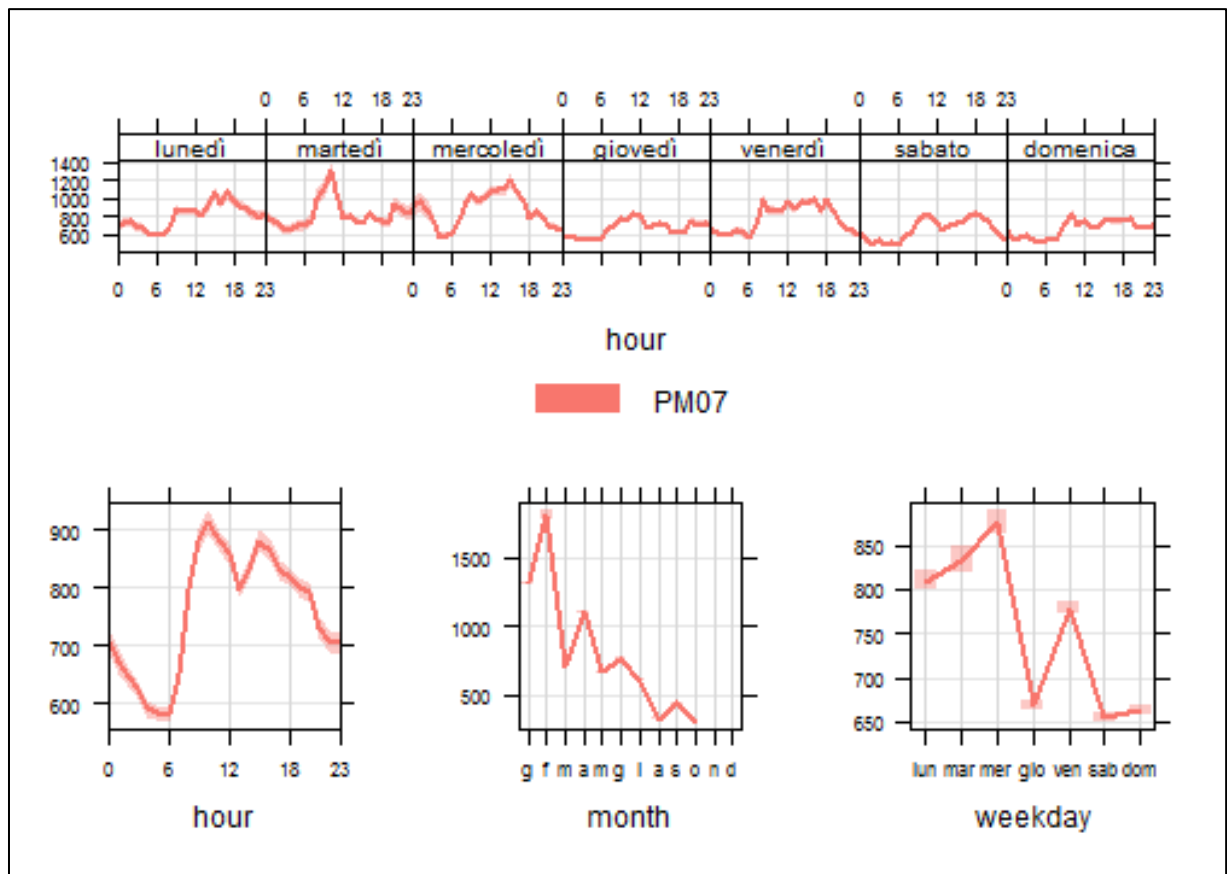 0 6 12 18 23 0 6 12 18 23 0 6 12 18 23
lunedì martedì mercoledì giovedì venerdì sabato domenica
1400
1200
1000
800
600
0 6 12 18 23 0 6 12 18 23 0 6 12 18 23 0 6 12 18 23
hour
PM07
900
800
700
600
0 6 12 18 23
hour
1500
1000
500
g f m a m g l a s o n d
month
850
800
750
700
650
lun mar mer gio ven sab dom
weekday